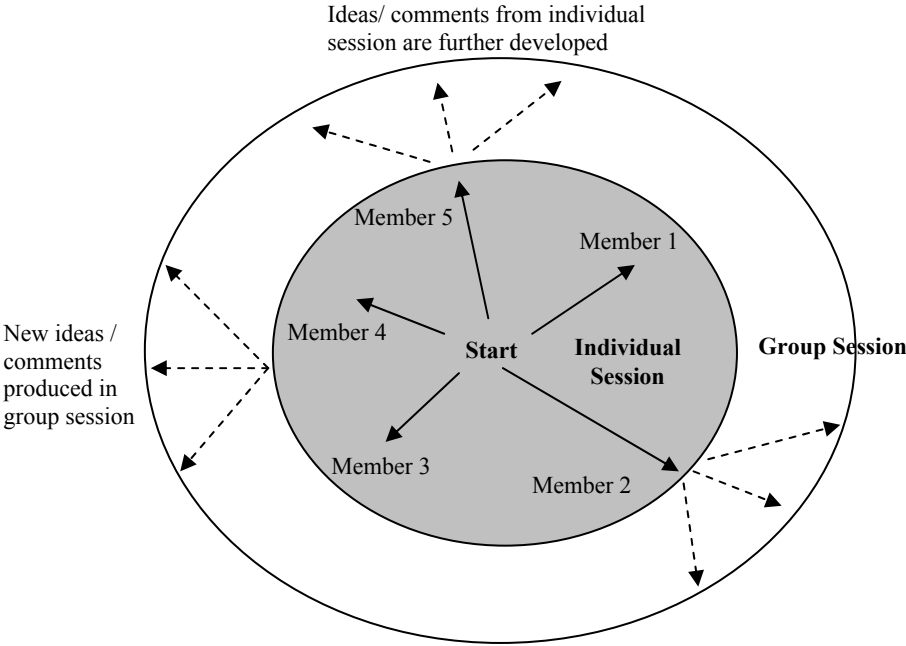 Ideas/ comments from individual
session are further developed
Member 5
Member 1
Member 4
New ideas /
comments
produced in
group session
Start
Individual
Session
Group Session
Member 3
Member 2